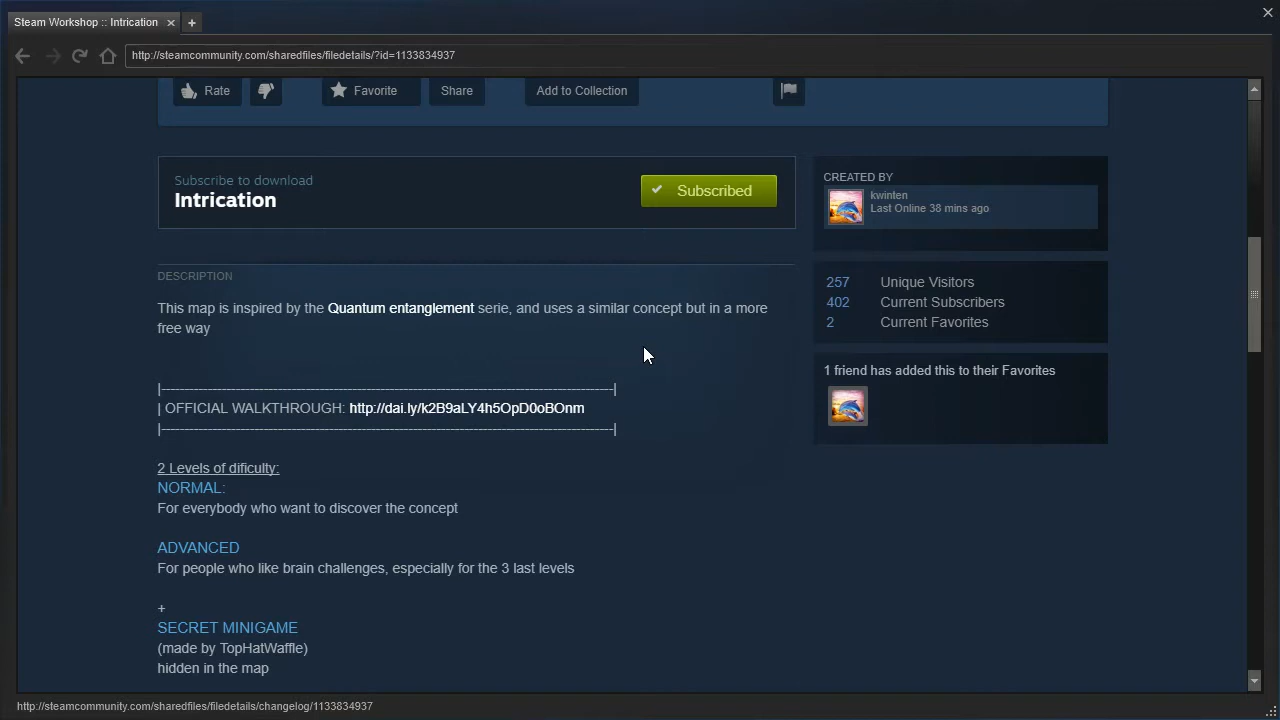 Steam Workshop :: Intrication
http://steamcommunity.com/sharedfiles/filedetails/?id=1133834937
Rate
Favorite
Share
Add to Collection
Subscribe to download
Intrication
Subscribed
CREATED BY
kwinten
Last Online 38 mins ago
257 Unique Visitors
402 Current Subscribers
2 Current Favorites
1 friend has added this to their Favorites
DESCRIPTION
This map is inspired by the Quantum entanglement serie, and uses a similar concept but in a more
free way
|-----------------------------------------------------------------------------------------|
| OFFICIAL WALKTHROUGH: http://dai.ly/k2B9aLY4h5OpD0oBOnm
|-----------------------------------------------------------------------------------------|
2 Levels of dificulty:
NORMAL:
For everybody who want to discover the concept
ADVANCED
For people who like brain challenges, especially for the 3 last levels
+
SECRET MINIGAME
(made by TopHatWaffle)
hidden in the map
http://steamcommunity.com/sharedfiles/filedetails/changelog/1133834937